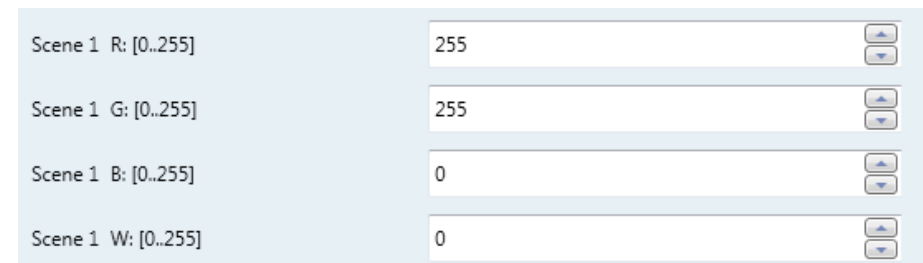 Scene 1  R: [0..255] 255
Scene 1  G: [0..255] 255
Scene 1  B: [0..255] 0
Scene 1  W: [0..255] 0